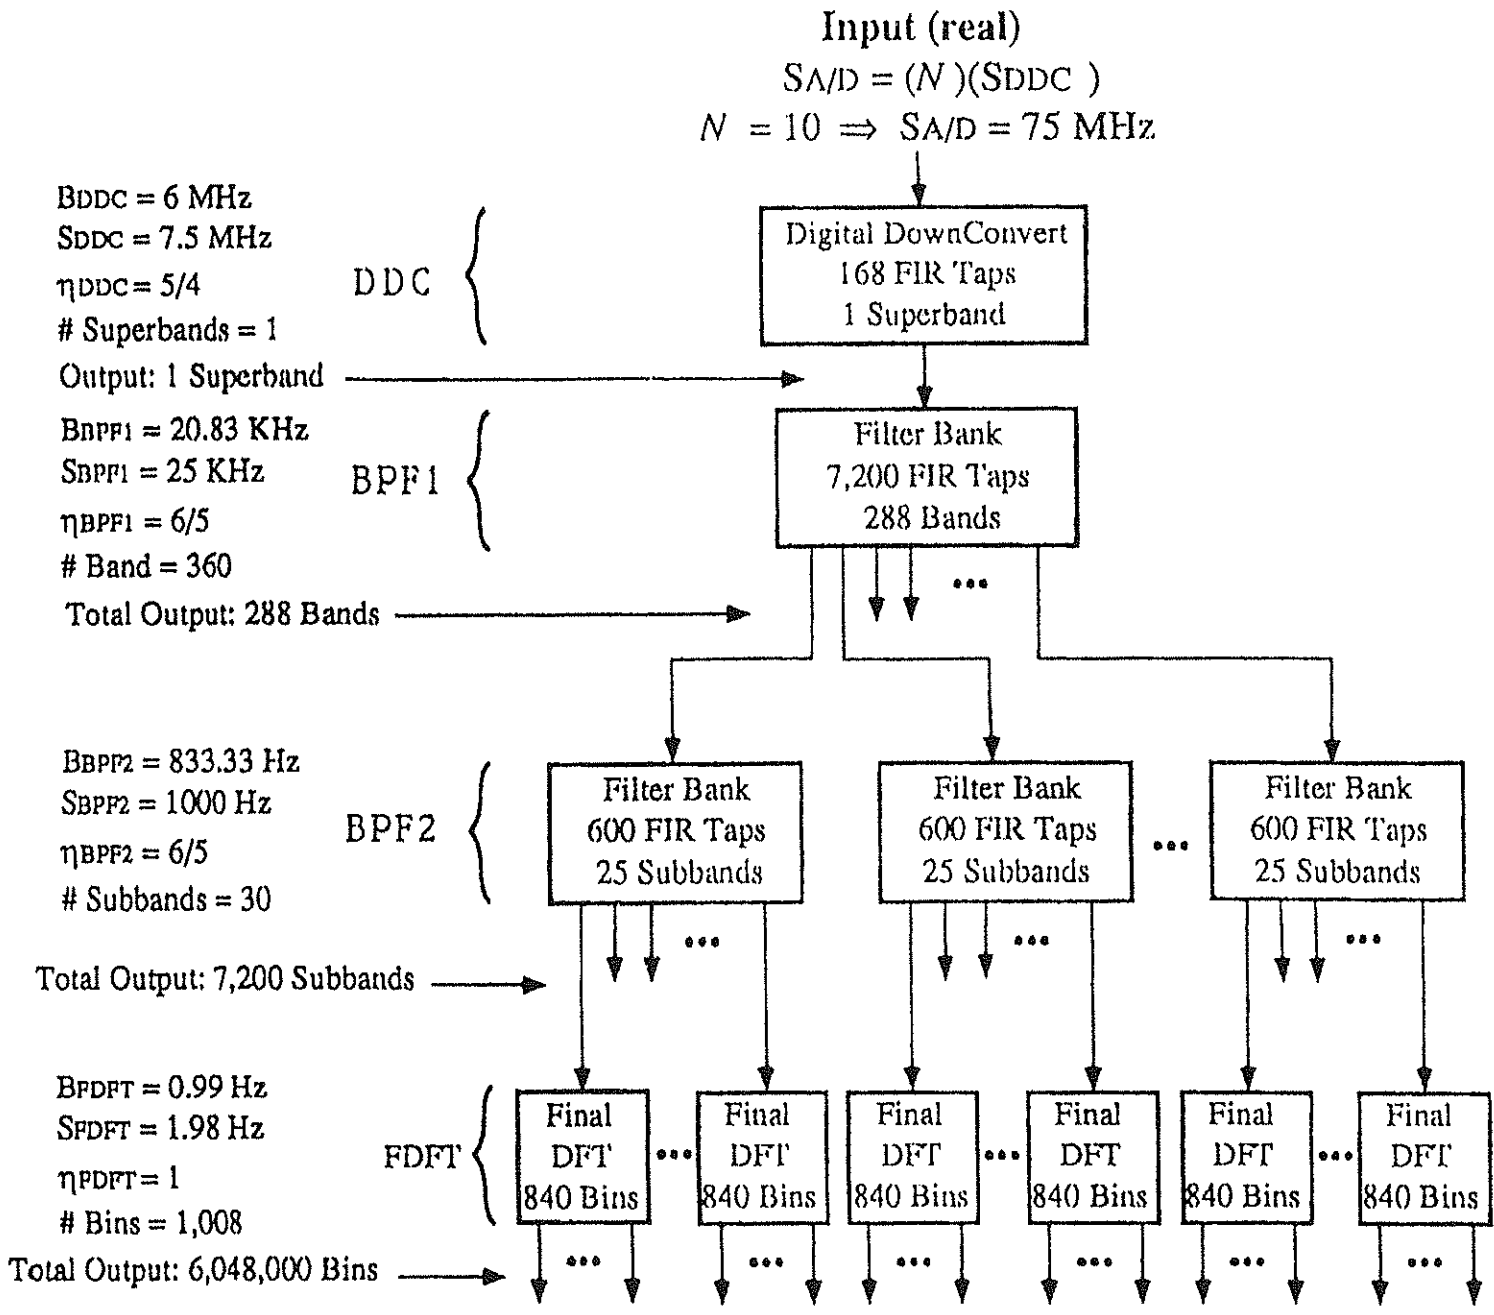 Input (real)
SA/D = (N)(SDDC)
N = 10 ⇒ SA/D = 75 MHz
BDDC = 6 MHz
SDDC = 7.5 MHz
ηDDC = 5/4
# Superbands = 1
DDC
Digital DownConvert
168 FIR Taps
1 Superband
Output: 1 Superband
BBPF1 = 20.83 KHz
SBPF1 = 25 KHz
ηBPF1 = 6/5
# Band = 360
BPF1
Filter Bank
7,200 FIR Taps
288 Bands
...
Total Output: 288 Bands
BBPF2 = 833.33 Hz
SBPF2 = 1000 Hz
ηBPF2 = 6/5
# Subbands = 30
BPF2
Filter Bank
600 FIR Taps
25 Subbands
Filter Bank
600 FIR Taps
25 Subbands
...
Filter Bank
600 FIR Taps
25 Subbands
...
...
...
Total Output: 7,200 Subbands
BFDFT = 0.99 Hz
SFDFT = 1.98 Hz
ηFDFT = 1
# Bins = 1,008
FDFT
Final
DFT
840 Bins
...
Final
DFT
840 Bins
Final
DFT
840 Bins
...
Final
DFT
840 Bins
Final
DFT
840 Bins
...
Final
DFT
840 Bins
Total Output: 6,048,000 Bins
...
...
...
...
...
...